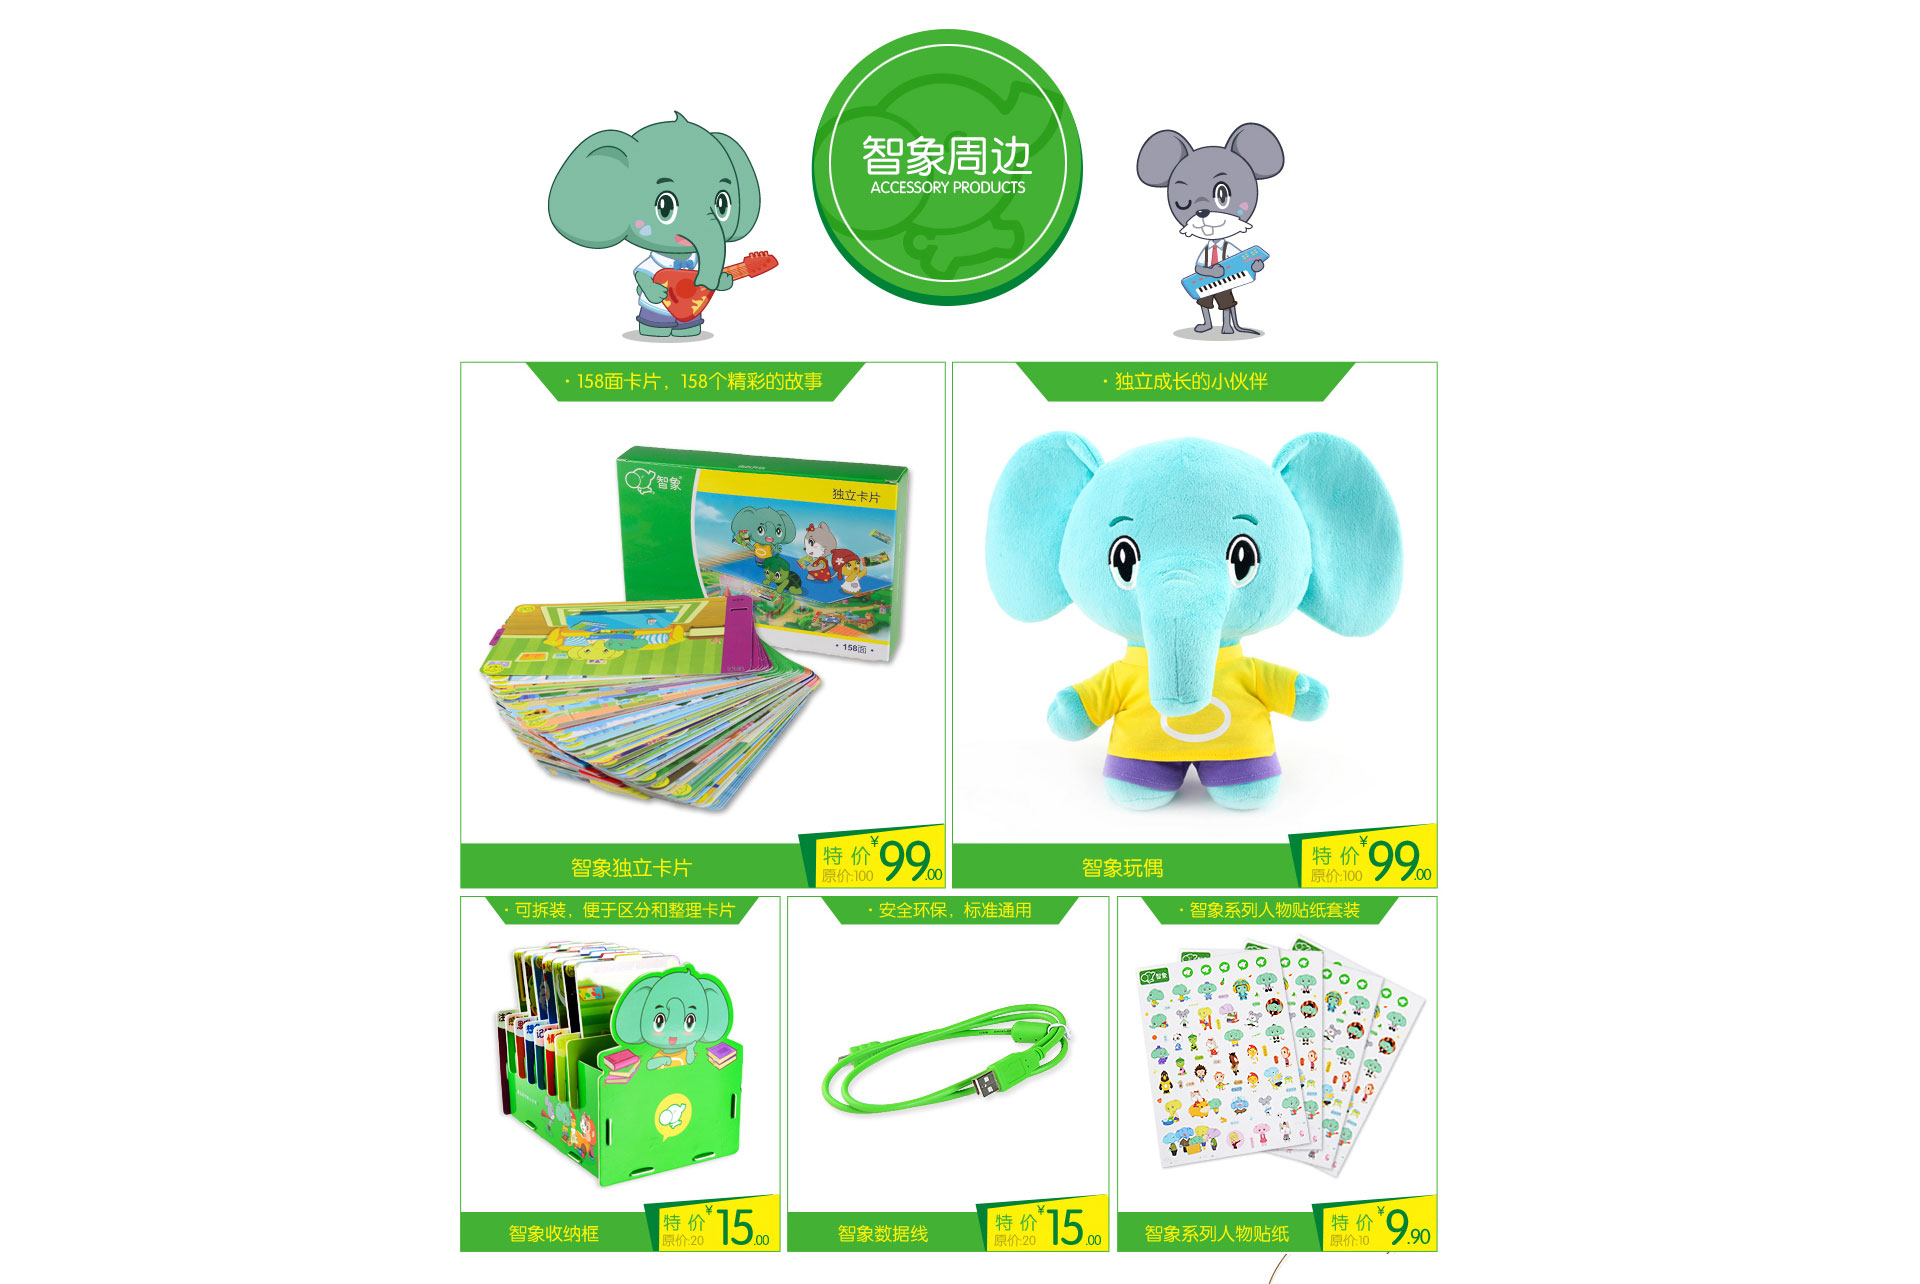 智象周边
ACCESSORY PRODUCTS
· 158面卡片，158个精彩的故事
智象
独立卡片
· 158面 ·
智象独立卡片
特 价 ¥99.00
原价:100
· 独立成长的小伙伴
智象玩偶
特 价 ¥99.00
原价:100
· 可拆装，便于区分和整理卡片
智象收纳框
特 价 ¥15.00
原价:20
· 安全环保，标准通用
智象数据线
特 价 ¥15.00
原价:20
· 智象系列人物贴纸套装
智象
智象系列人物贴纸
特 价 ¥9.90
原价:10